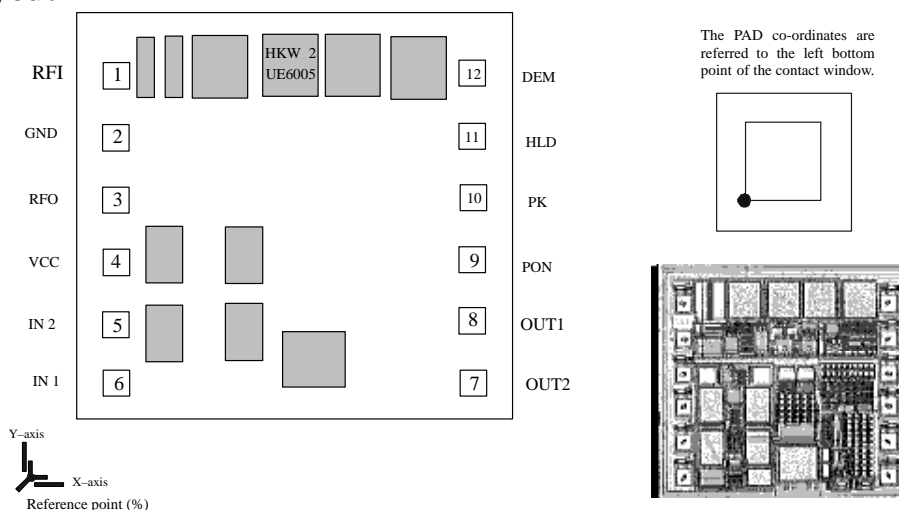 RFI
1
HKW 2
UE6005
12
DEM
GND
2
11
HLD
RFO
3
10
PK
VCC
4
9
PON
IN 2
5
8
OUT1
IN 1
6
7
OUT2
Y–axis
X–axis
Reference point (%)
The PAD co-ordinates are
referred to the left bottom
point of the contact window.